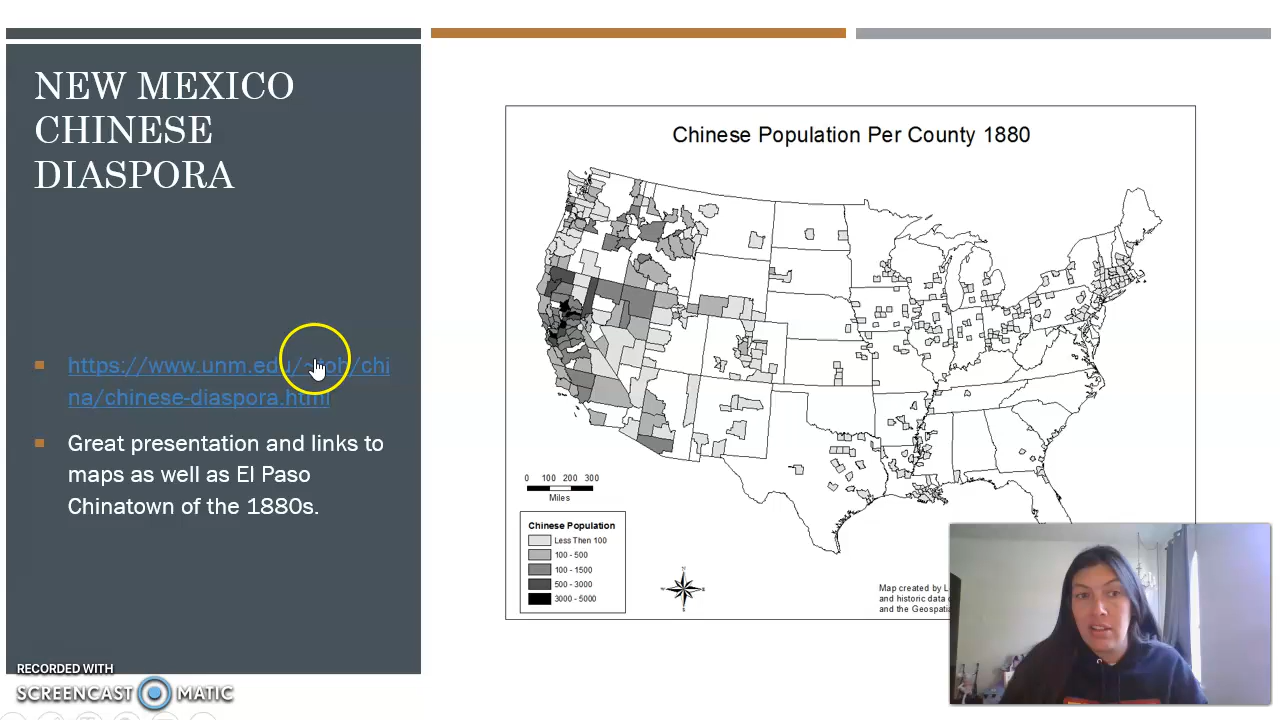 NEW MEXICO
CHINESE
DIASPORA
https://www.unm.edu/~toh/chi
na/chinese-diaspora.html
Great presentation and links to
maps as well as El Paso
Chinatown of the 1880s.
Chinese Population Per County 1880
0 100 200 300
Miles
Chinese Population
Less Then 100
100 - 500
100 - 1500
500 - 3000
3000 - 5000
N
Map created by L
and historic data
and the Geospatia
RECORDED WITH
SCREENCAST MATIC